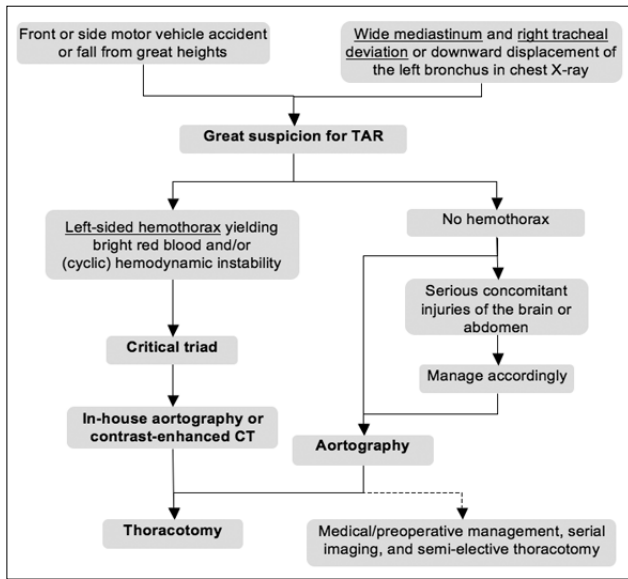 Front or side motor vehicle accident
or fall from great heights
Wide mediastinum and right tracheal
deviation or downward displacement of
the left bronchus in chest X-ray
Great suspicion for TAR
Left-sided hemothorax yielding
bright red blood and/or
(cyclic) hemodynamic instability
No hemothorax
Serious concomitant
injuries of the brain or
abdomen
Critical triad
Manage accordingly
In-house aortography or
contrast-enhanced CT
Aortography
Thoracotomy
Medical/preoperative management, serial
imaging, and semi-elective thoracotomy